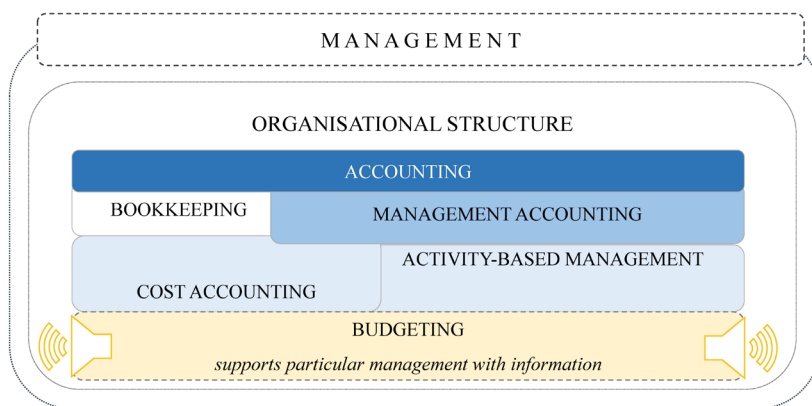 MANAGEMENT
ORGANISATIONAL STRUCTURE
ACCOUNTING
BOOKKEEPING
MANAGEMENT ACCOUNTING
ACTIVITY-BASED MANAGEMENT
COST ACCOUNTING
BUDGETING
supports particular management with information